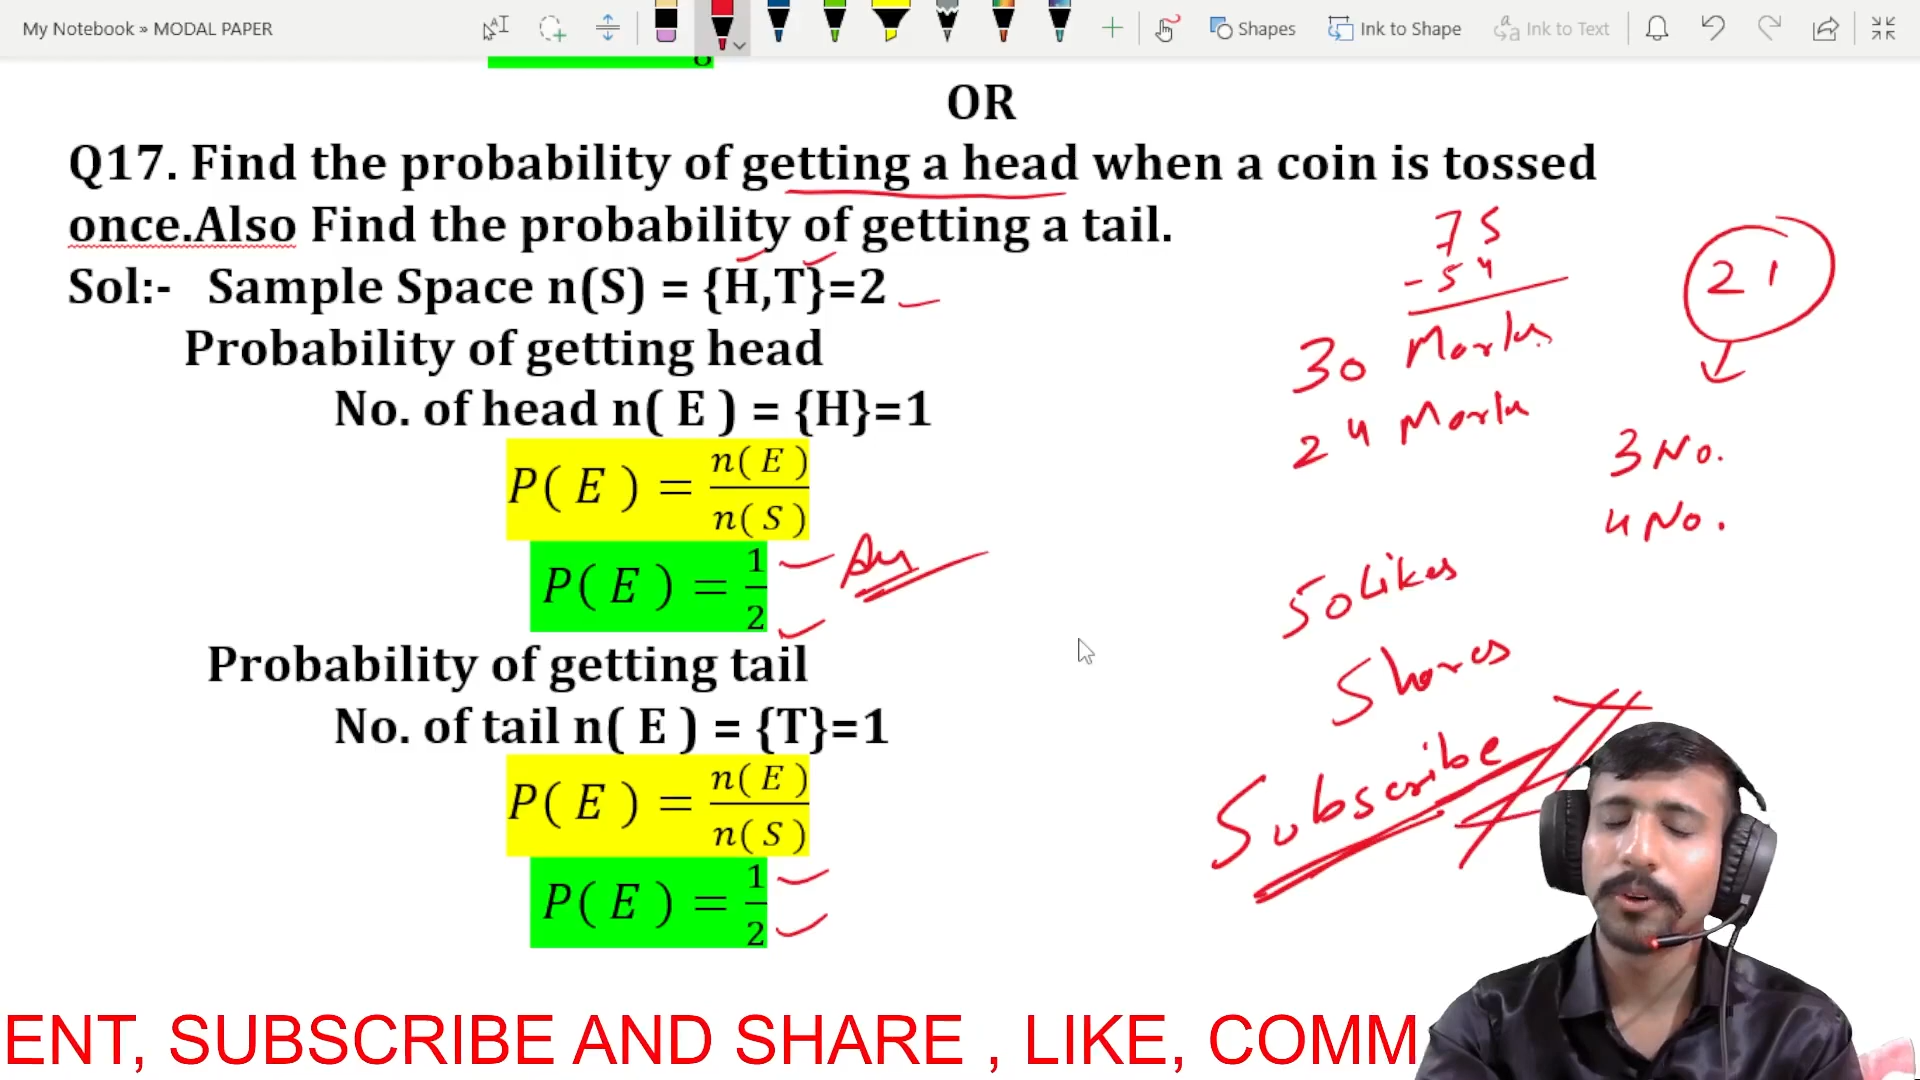 My Notebook » MODAL PAPER
Shapes
Ink to Shape
Ink to Text
OR
Q17. Find the probability of getting a head when a coin is tossed
once.Also Find the probability of getting a tail.
Sol:- Sample Space n(S) = {H,T}=2
Probability of getting head
No. of head n( E ) = {H}=1
P( E ) = n( E ) / n( S )
P( E ) = 1/2
Ans
Probability of getting tail
No. of tail n( E ) = {T}=1
P( E ) = n( E ) / n( S )
P( E ) = 1/2
75
-54
21
30 Marks
24 Marks
3 No.
4 No.
50 Likes
Shares
Subscribe
ENT, SUBSCRIBE AND SHARE , LIKE, COMM